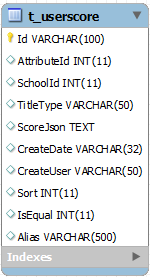 t_userscore
Id VARCHAR(100)
AttributeId INT(11)
SchoolId INT(11)
TitleType VARCHAR(50)
ScoreJson TEXT
CreateDate VARCHAR(32)
CreateUser VARCHAR(50)
Sort INT(11)
IsEqual INT(11)
Alias VARCHAR(500)
Indexes